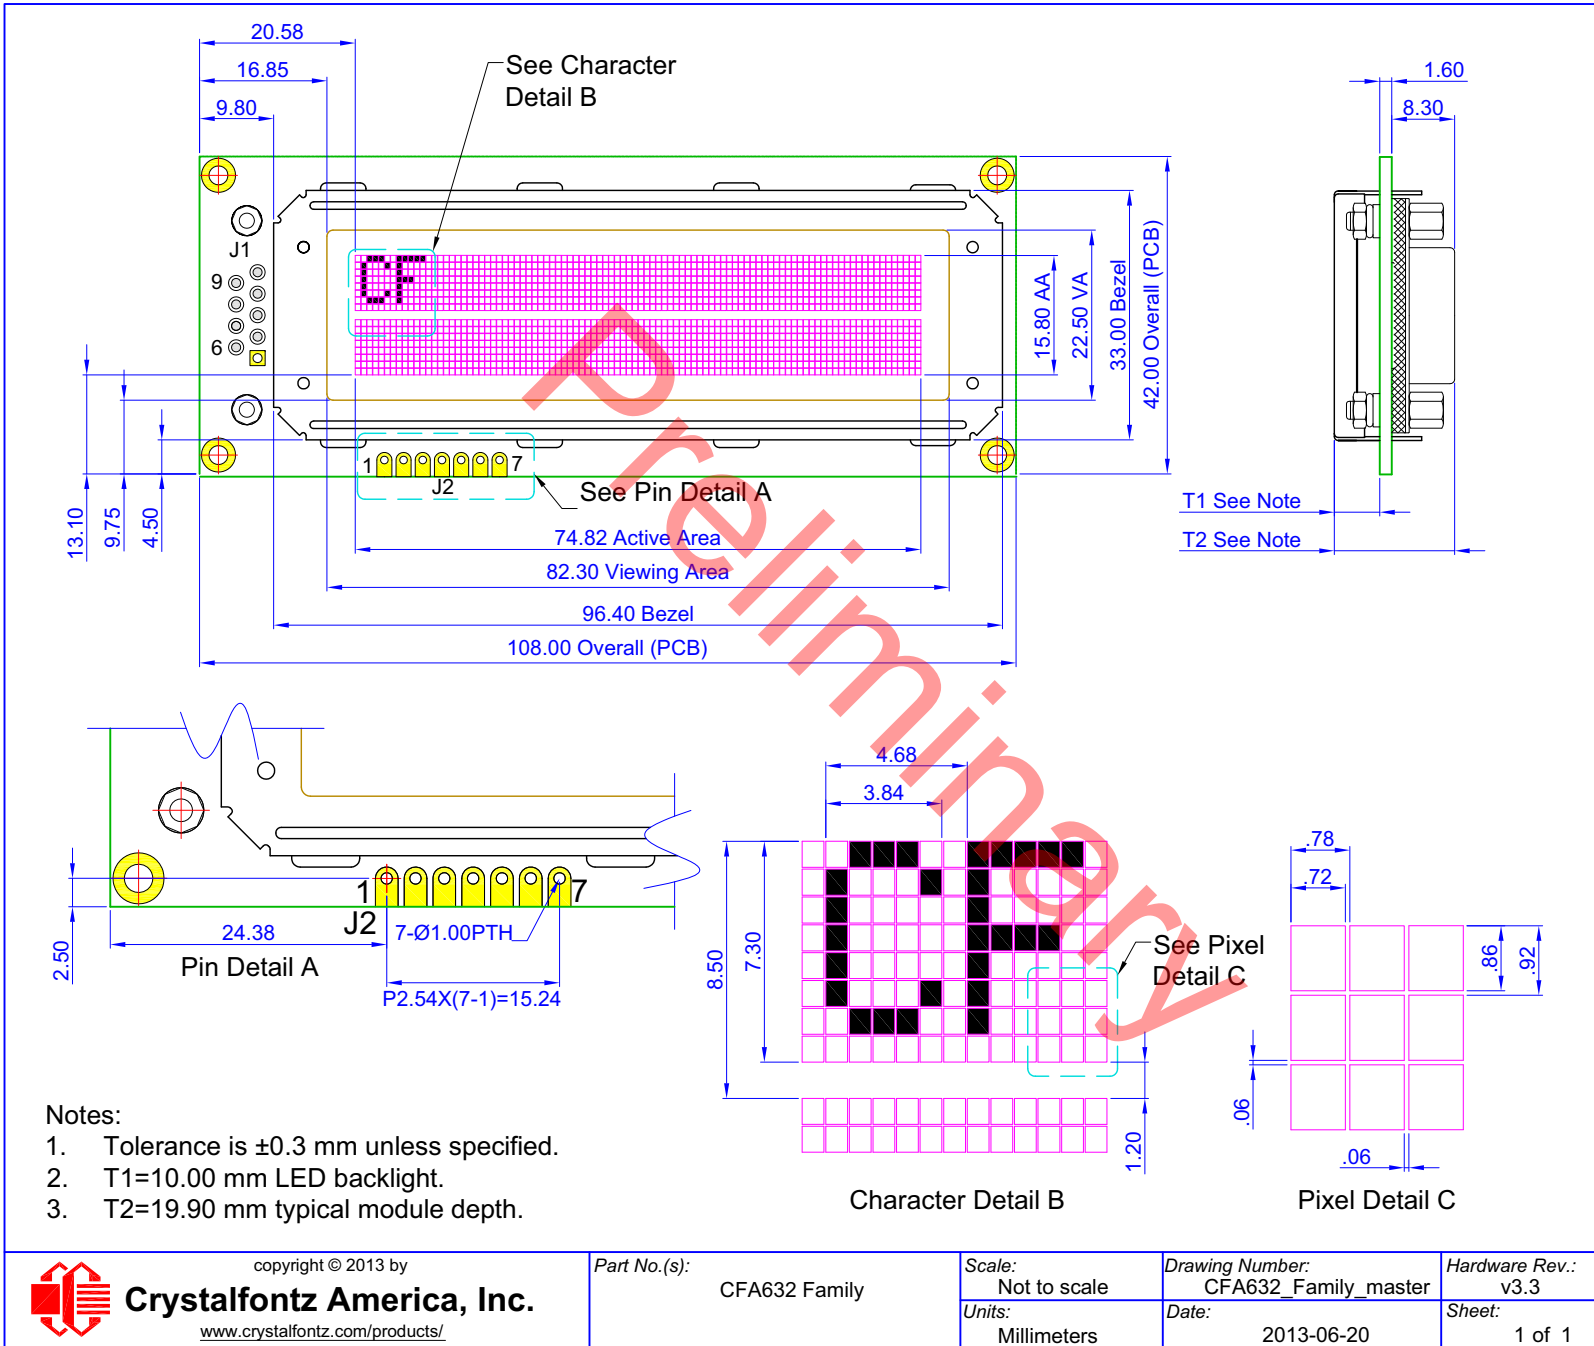 20.58
16.85
9.80
See Character
Detail B
1.60
8.30
J1
9
6
15.80 AA
22.50 VA
33.00 Bezel
42.00 Overall (PCB)
13.10
9.75
4.50
1
7
J2
See Pin Detail A
74.82 Active Area
82.30 Viewing Area
96.40 Bezel
108.00 Overall (PCB)
T1 See Note
T2 See Note
Preliminary
2.50
24.38
1
J2
7
7-Ø1.00PTH
Pin Detail A
P2.54X(7-1)=15.24
4.68
3.84
8.50
7.30
1.20
See Pixel
Detail C
Character Detail B
.78
.72
.86
.92
.06
.06
Pixel Detail C
Notes:
1. Tolerance is ±0.3 mm unless specified.
2. T1=10.00 mm LED backlight.
3. T2=19.90 mm typical module depth.
copyright © 2013 by
Crystalfontz America, Inc.
www.crystalfontz.com/products/
Part No.(s):
CFA632 Family
Scale:
Not to scale
Units:
Millimeters
Drawing Number:
CFA632_Family_master
Date:
2013-06-20
Hardware Rev.:
v3.3
Sheet:
1 of 1